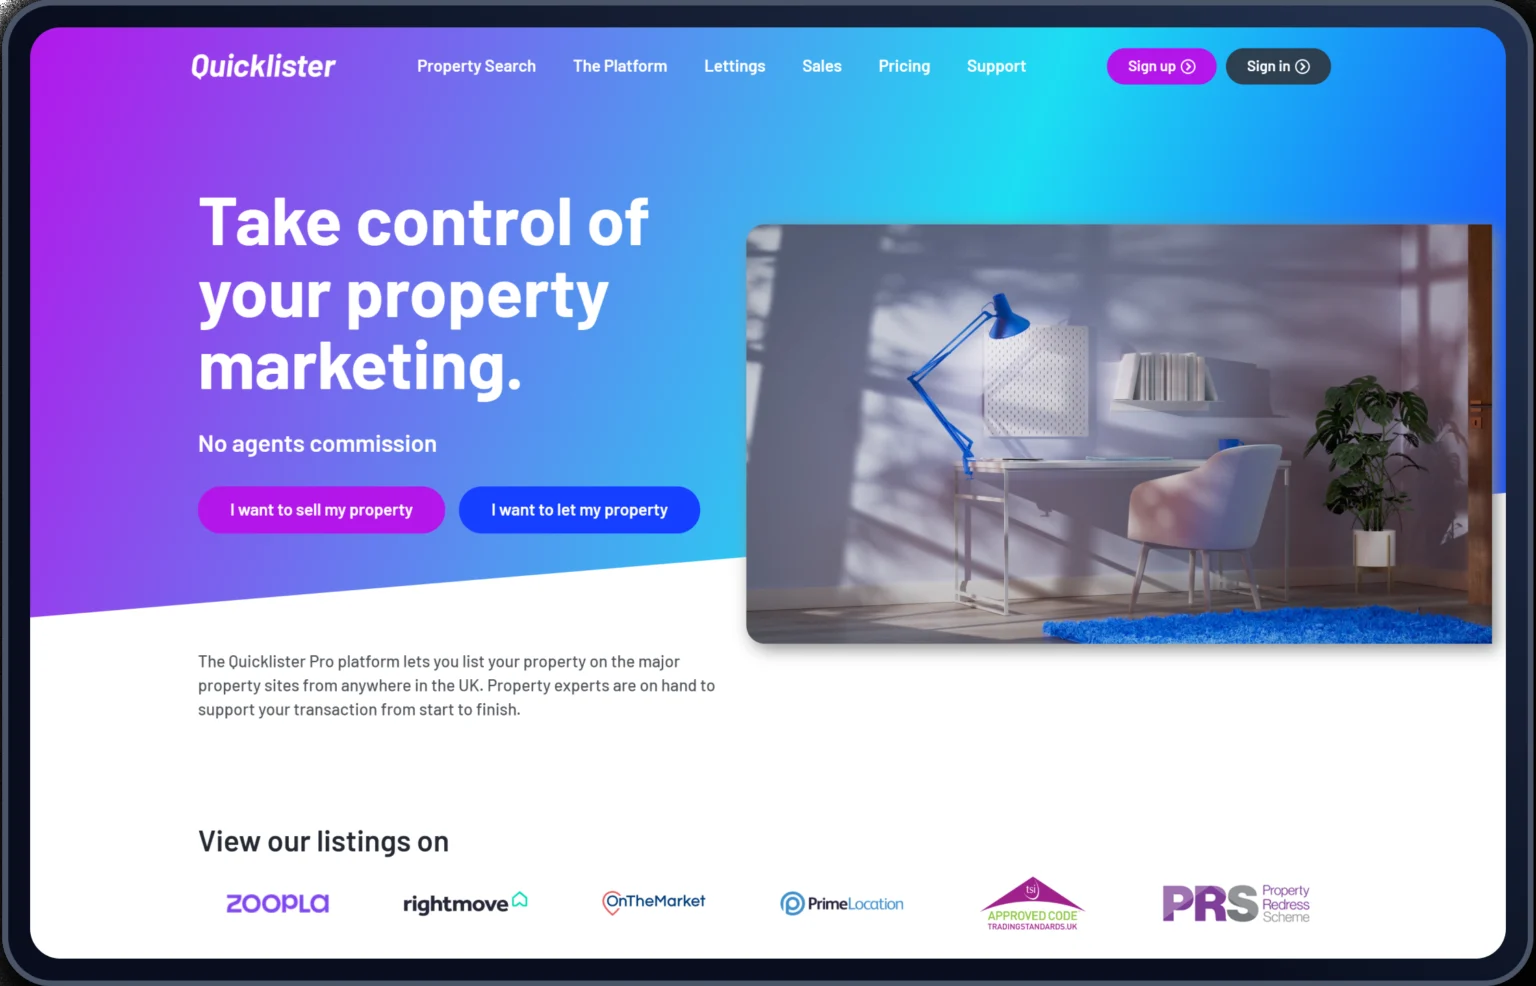 Quicklister
Property Search
The Platform
Lettings
Sales
Pricing
Support
Sign up
Sign in
Take control of
your property
marketing.
No agents commission
I want to sell my property
I want to let my property
The Quicklister Pro platform lets you list your property on the major
property sites from anywhere in the UK. Property experts are on hand to
support your transaction from start to finish.
View our listings on
ZOOPLA
rightmove
OnTheMarket
PrimeLocation
tsi
APPROVED CODE
TRADINGSTANDARDS.UK
PRS
Property
Redress
Scheme